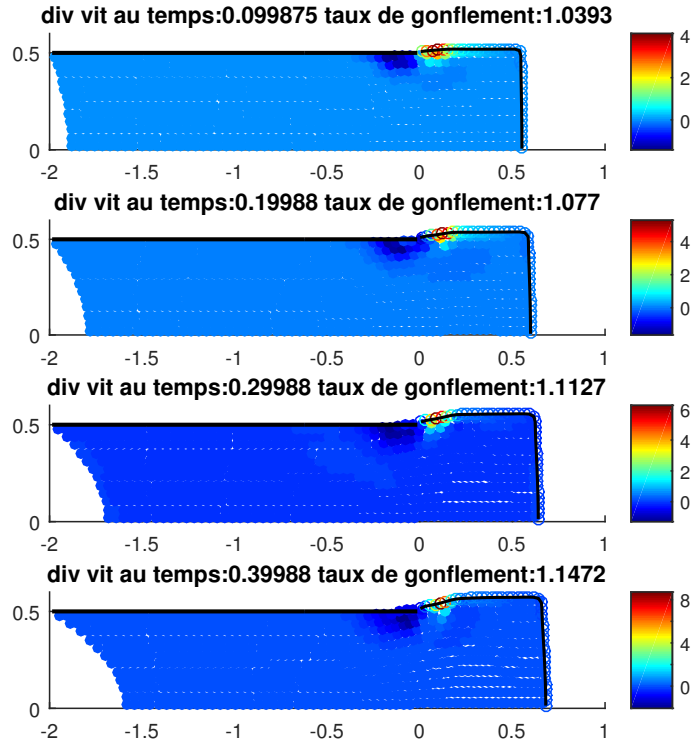 div vit au temps:0.099875 taux de gonflement:1.0393
0.5
0
-2 -1.5 -1 -0.5 0 0.5 1
4
2
0
div vit au temps:0.19988 taux de gonflement:1.077
0.5
0
-2 -1.5 -1 -0.5 0 0.5 1
4
2
0
div vit au temps:0.29988 taux de gonflement:1.1127
0.5
0
-2 -1.5 -1 -0.5 0 0.5 1
6
4
2
0
div vit au temps:0.39988 taux de gonflement:1.1472
0.5
0
-2 -1.5 -1 -0.5 0 0.5 1
8
6
4
2
0